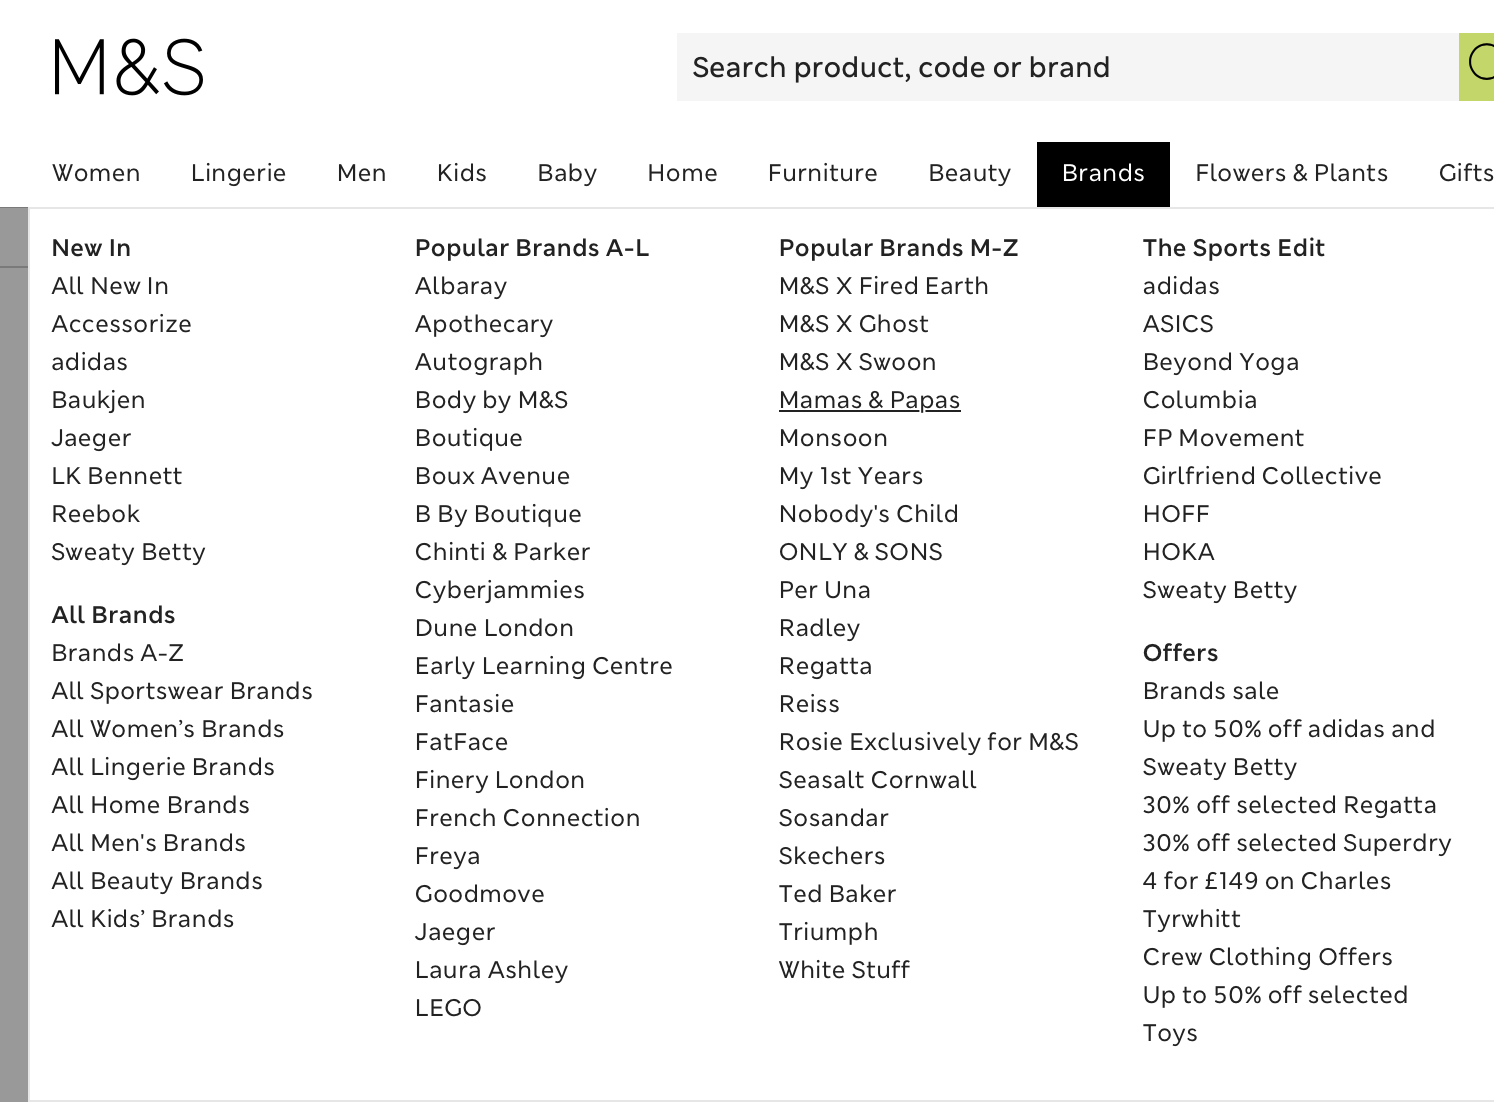 M&S
Search product, code or brand
Women
Lingerie
Men
Kids
Baby
Home
Furniture
Beauty
Brands
Flowers & Plants
Gifts
New In
All New In
Accessorize
adidas
Baukjen
Jaeger
LK Bennett
Reebok
Sweaty Betty
All Brands
Brands A-Z
All Sportswear Brands
All Women’s Brands
All Lingerie Brands
All Home Brands
All Men's Brands
All Beauty Brands
All Kids’ Brands
Popular Brands A-L
Albaray
Apothecary
Autograph
Body by M&S
Boutique
Boux Avenue
B By Boutique
Chinti & Parker
Cyberjammies
Dune London
Early Learning Centre
Fantasie
FatFace
Finery London
French Connection
Freya
Goodmove
Jaeger
Laura Ashley
LEGO
Popular Brands M-Z
M&S X Fired Earth
M&S X Ghost
M&S X Swoon
Mamas & Papas
Monsoon
My 1st Years
Nobody's Child
ONLY & SONS
Per Una
Radley
Regatta
Reiss
Rosie Exclusively for M&S
Seasalt Cornwall
Sosandar
Skechers
Ted Baker
Triumph
White Stuff
The Sports Edit
adidas
ASICS
Beyond Yoga
Columbia
FP Movement
Girlfriend Collective
HOFF
HOKA
Sweaty Betty
Offers
Brands sale
Up to 50% off adidas and
Sweaty Betty
30% off selected Regatta
30% off selected Superdry
4 for £149 on Charles
Tyrwhitt
Crew Clothing Offers
Up to 50% off selected
Toys